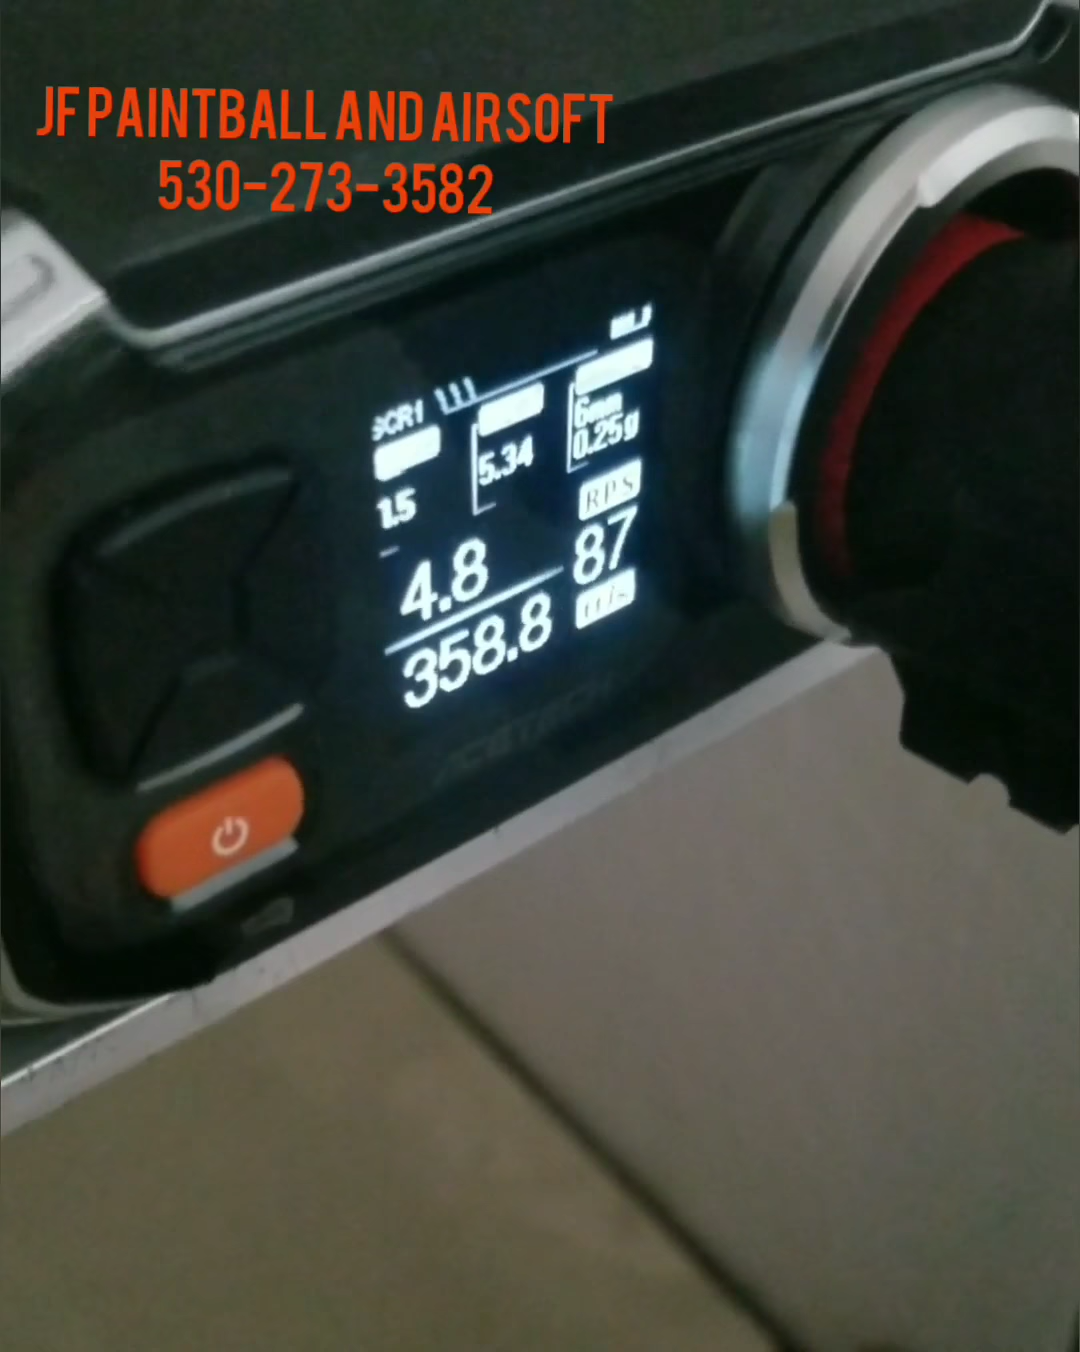 JF PAINTBALL AND AIRSOFT
530-273-3582
SCR1
6mm
1.5
5.34
0.25g
RPS
4.8
87
358.8